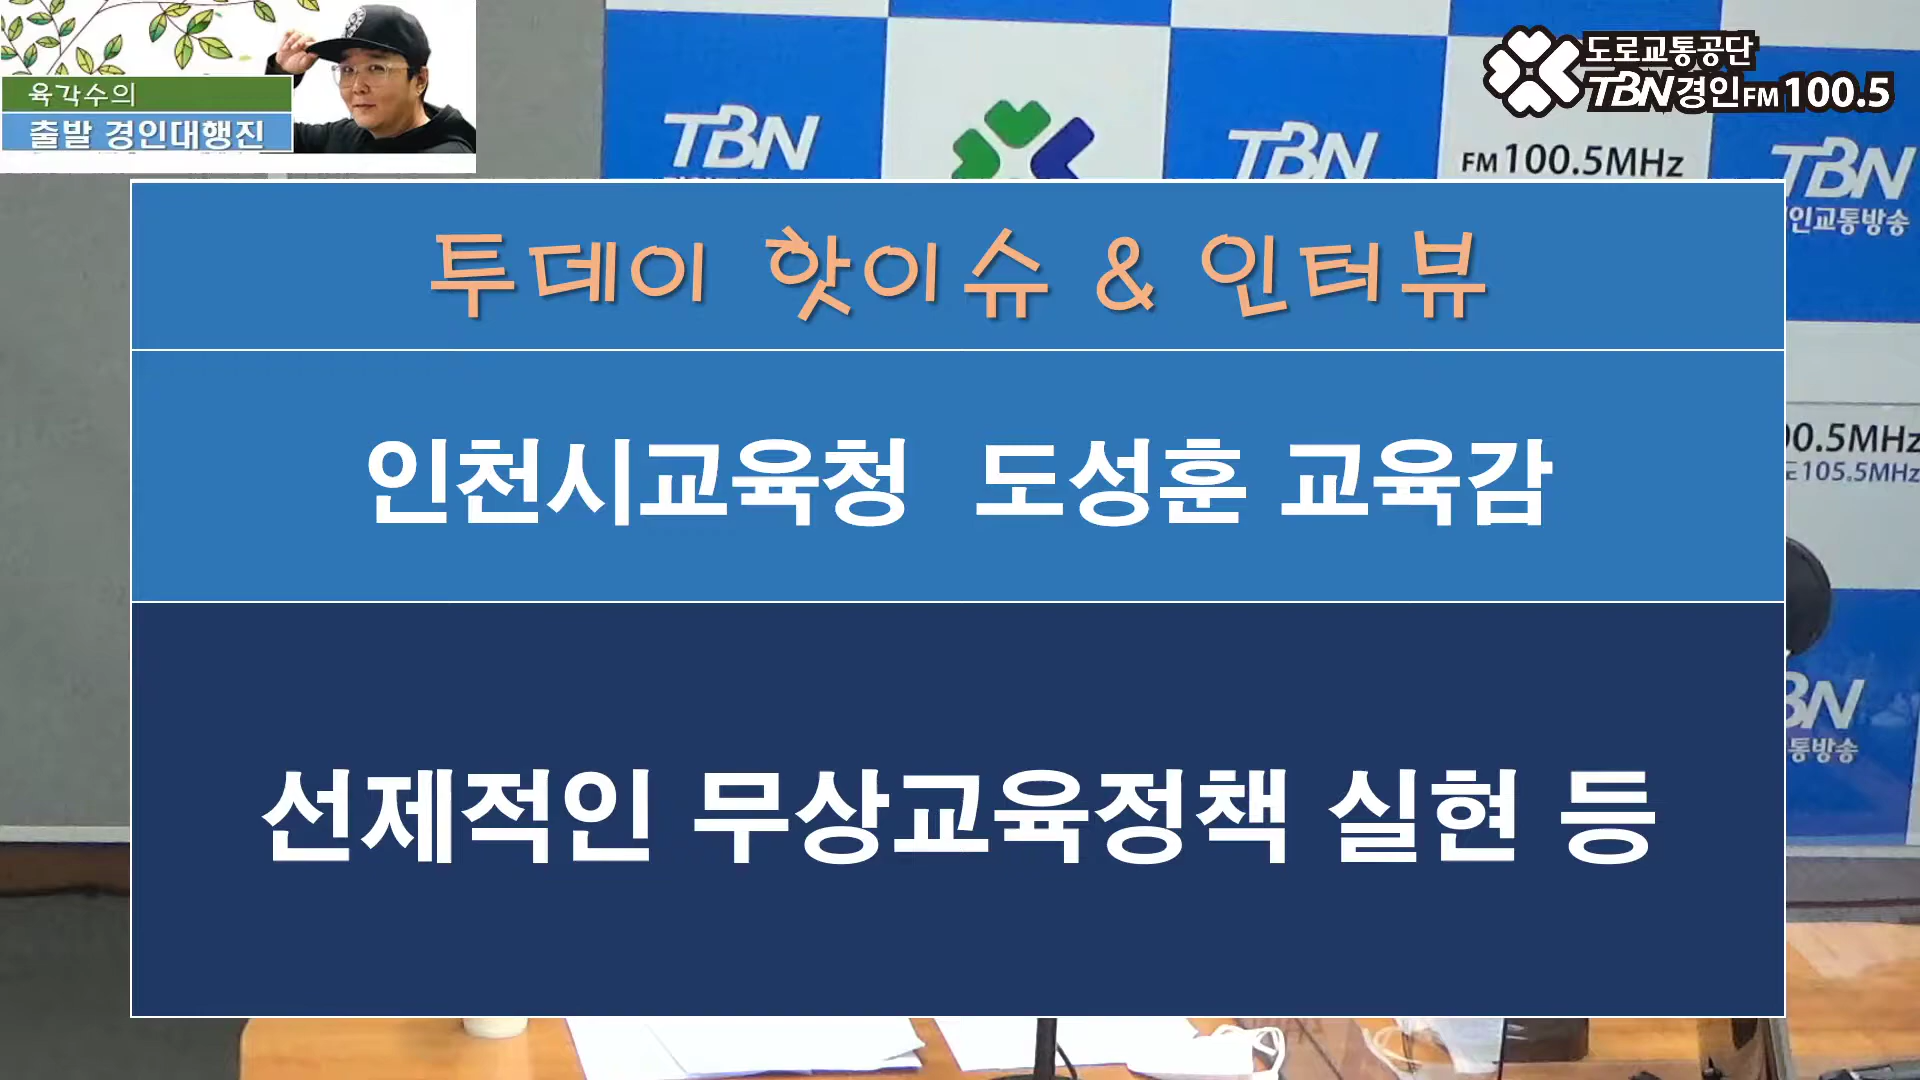 육각수의
출발 경인대행진
도로교통공단
TBN경인FM100.5
TBN
TBN
FM100.5MHz
TBN
인교통방송
투데이 핫이슈 & 인터뷰
인천시교육청 도성훈 교육감
00.5MHz
105.5MHz
선제적인 무상교육정책 실현 등
BN
통방송